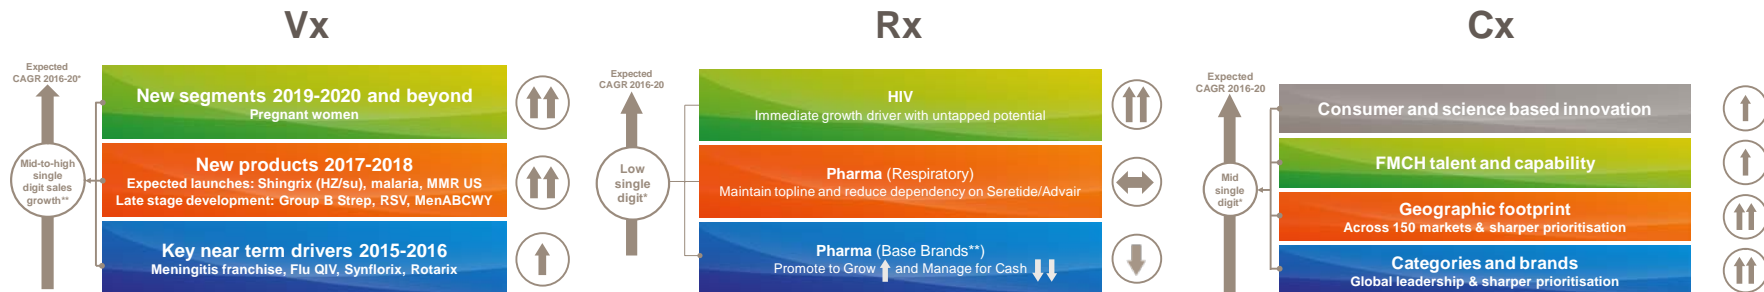 Vx
Expected
CAGR 2016-20*
Mid-to-high
single
digit sales
growth**
New segments 2019-2020 and beyond
Pregnant women
New products 2017-2018
Expected launches: Shingrix (HZ/su), malaria, MMR US
Late stage development: Group B Strep, RSV, MenABCWY
Key near term drivers 2015-2016
Meningitis franchise, Flu QIV, Synflorix, Rotarix
Rx
Expected
CAGR 2016-20
Low
single
digit*
HIV
Immediate growth driver with untapped potential
Pharma (Respiratory)
Maintain topline and reduce dependency on Seretide/Advair
Pharma (Base Brands**)
Promote to Grow and Manage for Cash
Cx
Expected
CAGR 2016-20
Mid
single
digit*
Consumer and science based innovation
FMCH talent and capability
Geographic footprint
Across 150 markets & sharper prioritisation
Categories and brands
Global leadership & sharper prioritisation